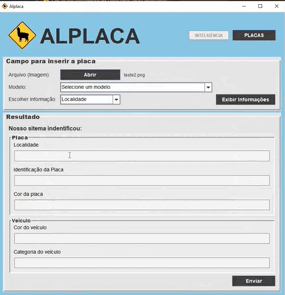 Alplaca
ALPLACA
INTELIGÊNCIA
PLACAS
Campo para inserir a placa
Arquivo (Imagem)
Abrir
teste2.png
Modelo:
Selecione um modelo
Escolher informação:
Localidade
Exibir Informações
Resultado
Nosso sitema indentificou:
Placa
Localidade
Identificação da Placa
Cor da placa
Veículo
Cor do veículo
Categoria do veículo
Enviar